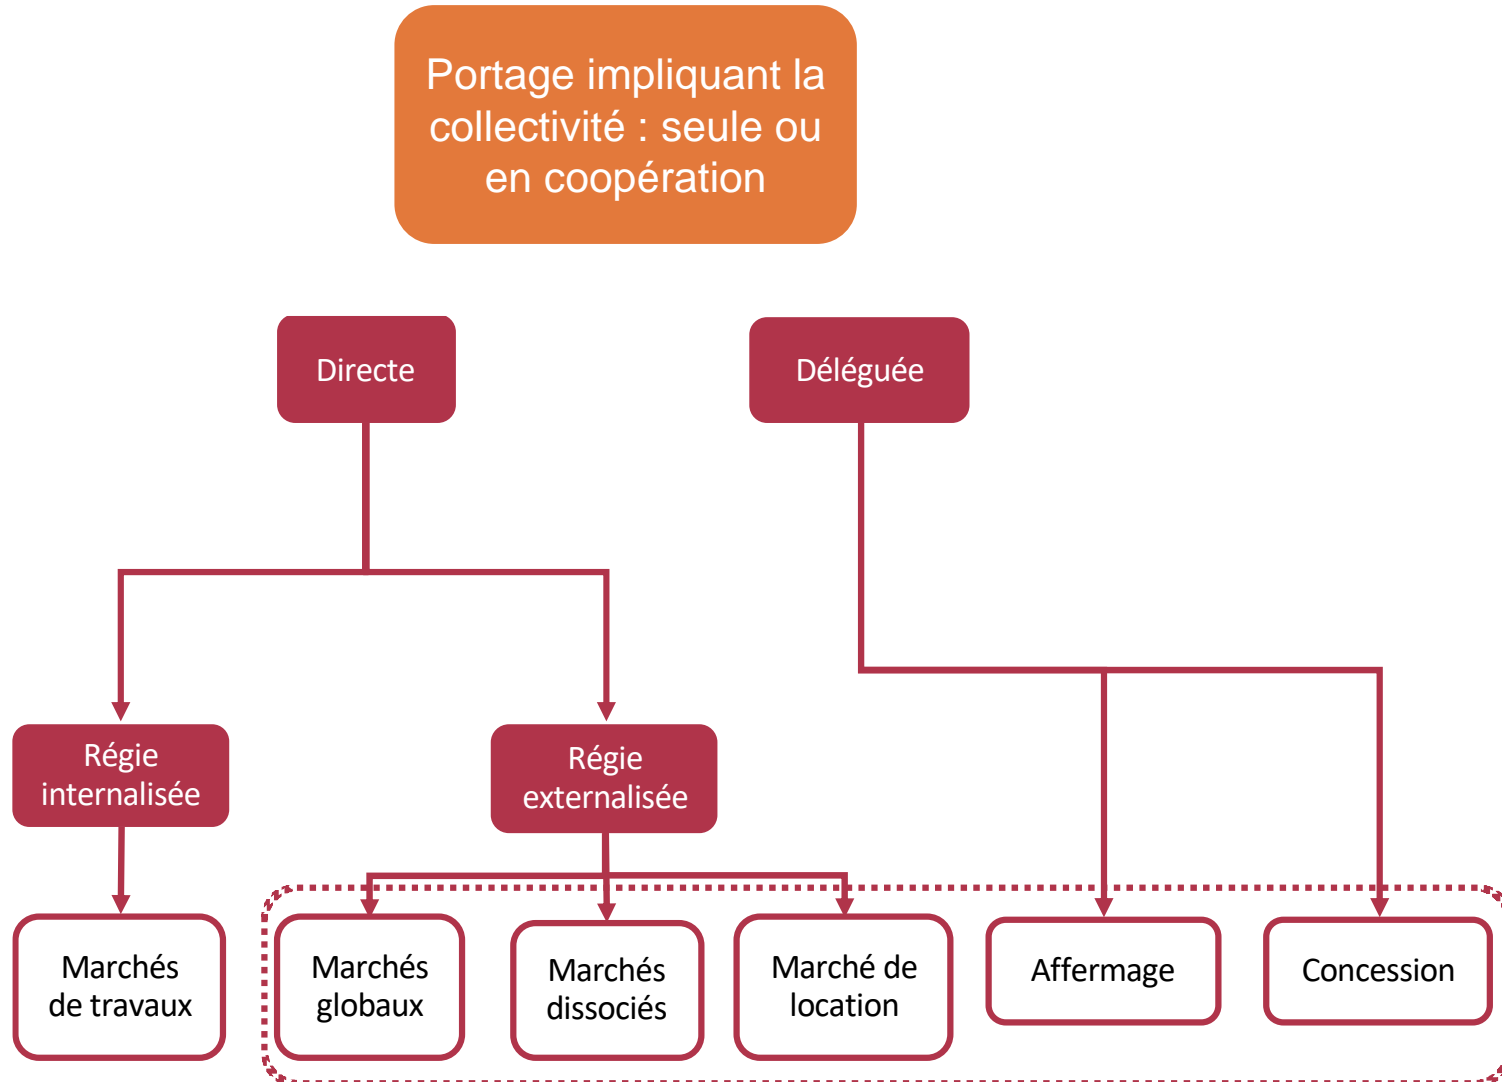 Portage impliquant la
collectivité : seule ou
en coopération
Directe
Déléguée
Régie
internalisée
Régie
externalisée
Marchés
de travaux
Marchés
globaux
Marchés
dissociés
Marché de
location
Affermage
Concession